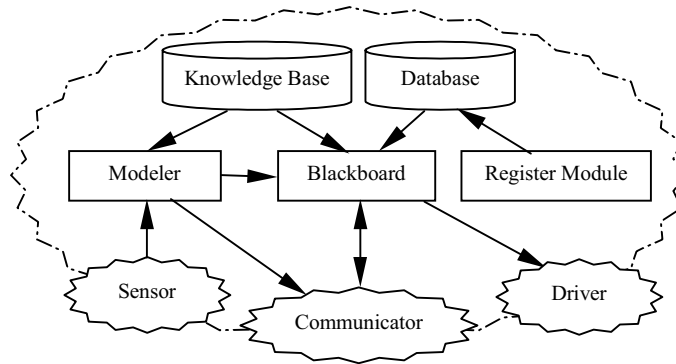 Knowledge Base
Database
Modeler
Blackboard
Register Module
Sensor
Communicator
Driver